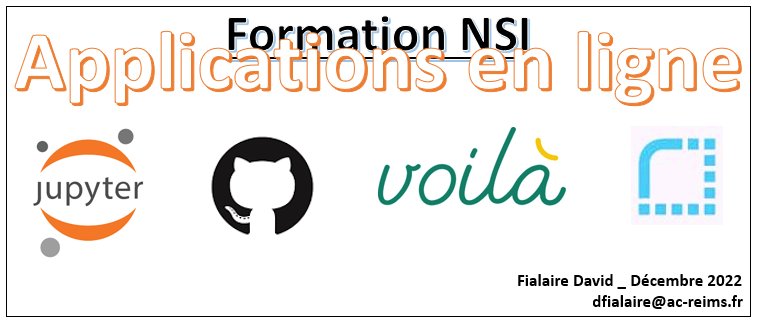 Formation NSI
Applications en ligne
jupyter
voilà
Fialaire David _ Décembre 2022
dfialaire@ac-reims.fr